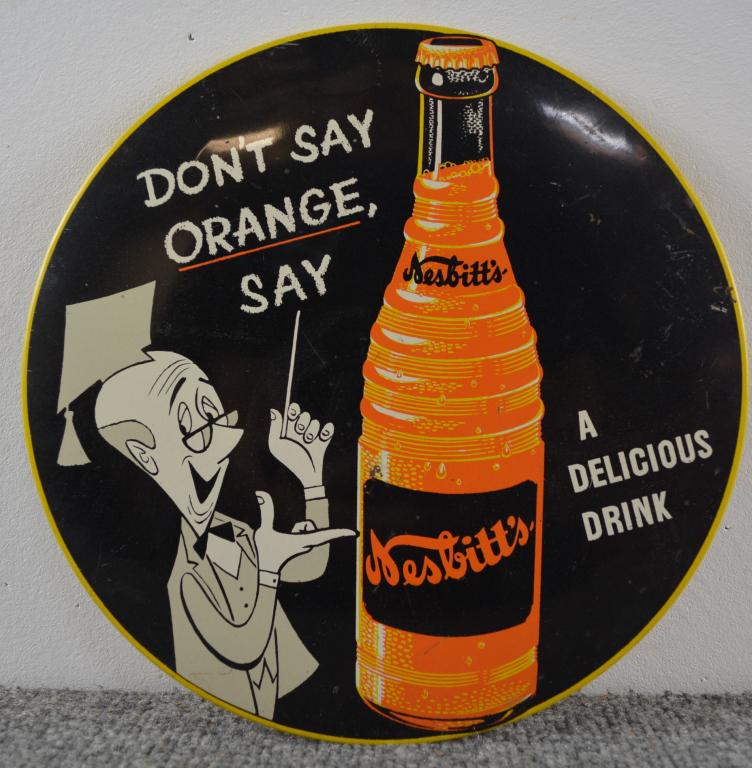 DON'T SAY
ORANGE,
SAY
Nesbitt's
Nesbitt's
A
DELICIOUS
DRINK